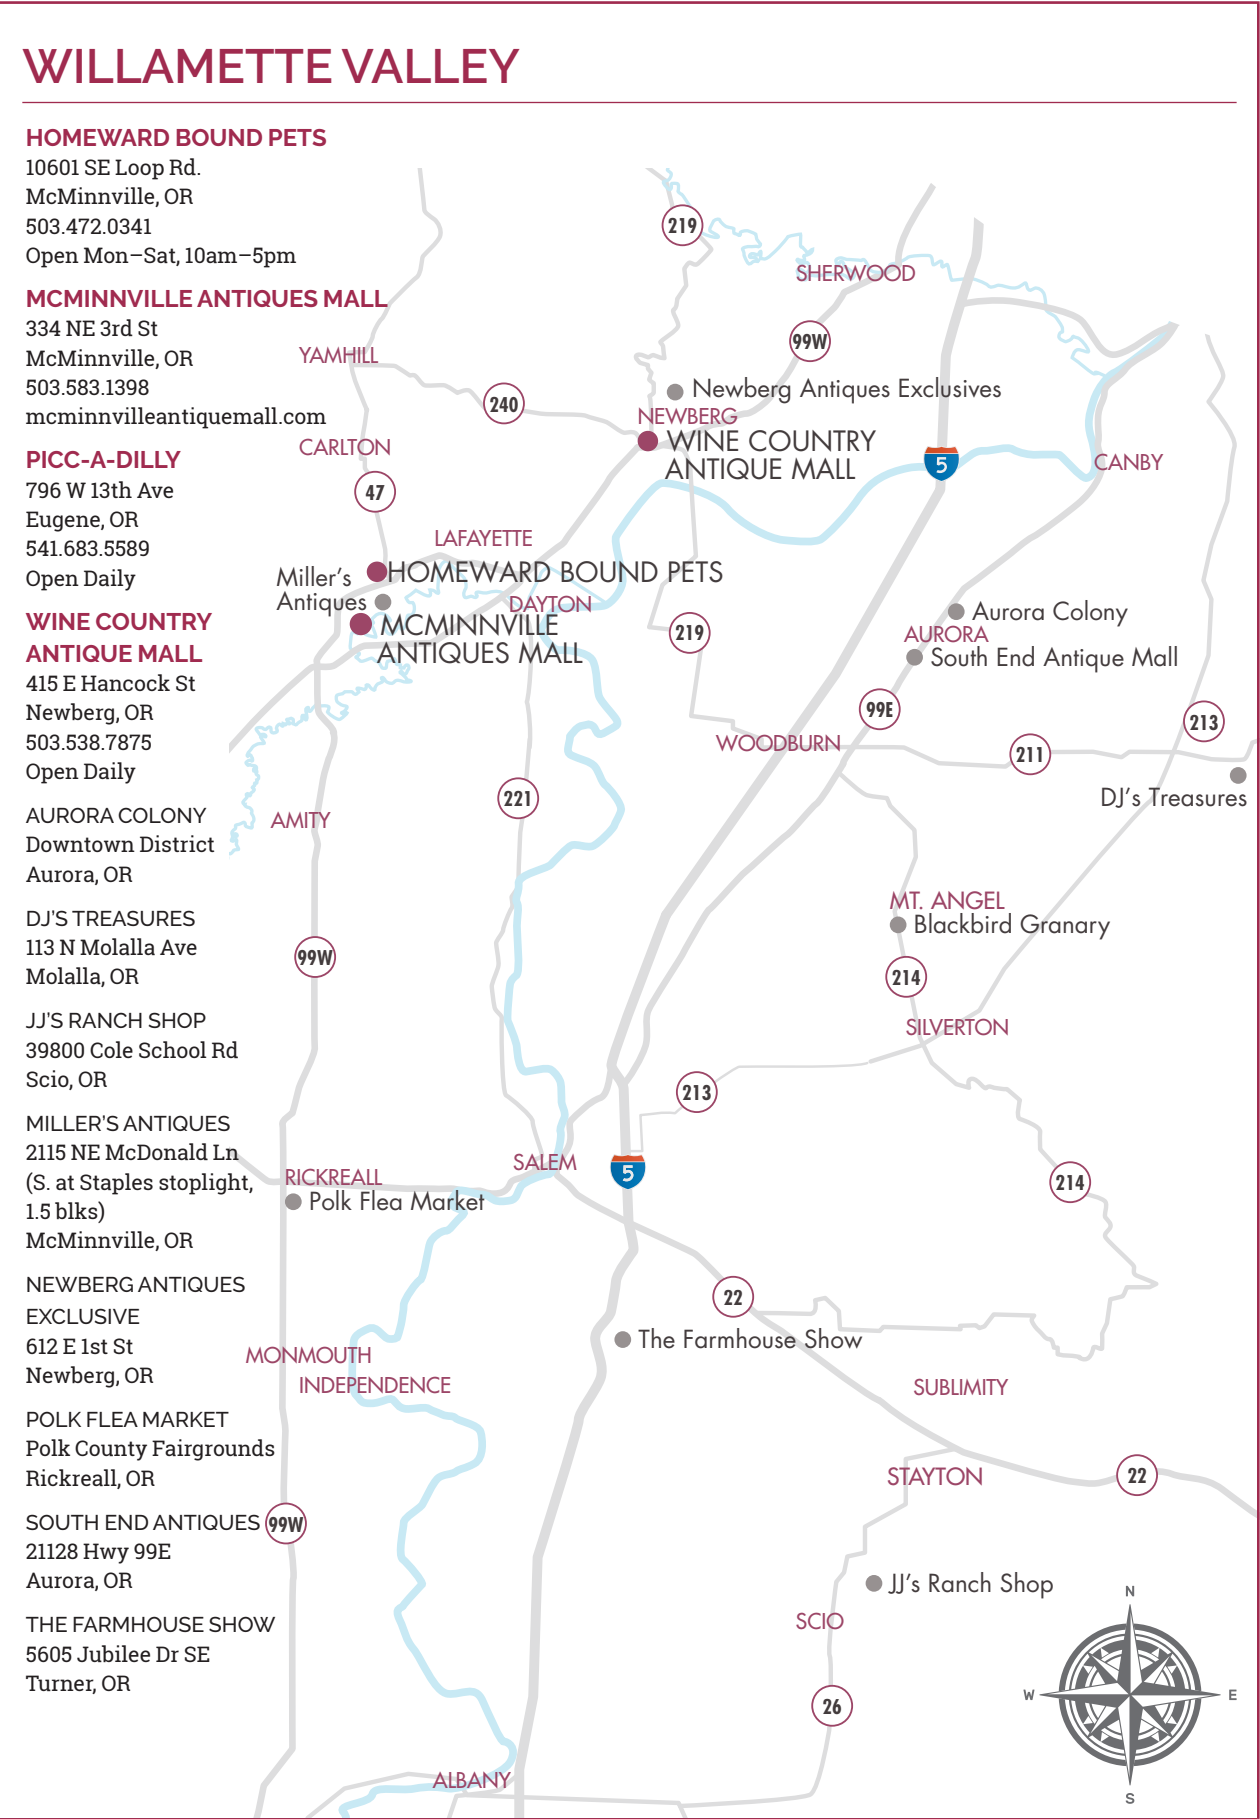 WILLAMETTE VALLEY
HOMEWARD BOUND PETS
10601 SE Loop Rd.
McMinnville, OR
503.472.0341
Open Mon–Sat, 10am–5pm
MCMINNVILLE ANTIQUES MALL
334 NE 3rd St
McMinnville, OR
503.583.1398
mcminnvilleantiquemall.com
PICC-A-DILLY
796 W 13th Ave
Eugene, OR
541.683.5589
Open Daily
WINE COUNTRY
ANTIQUE MALL
415 E Hancock St
Newberg, OR
503.538.7875
Open Daily
AURORA COLONY
Downtown District
Aurora, OR
DJ'S TREASURES
113 N Molalla Ave
Molalla, OR
JJ'S RANCH SHOP
39800 Cole School Rd
Scio, OR
MILLER'S ANTIQUES
2115 NE McDonald Ln
(S. at Staples stoplight,
1.5 blks)
McMinnville, OR
NEWBERG ANTIQUES
EXCLUSIVE
612 E 1st St
Newberg, OR
POLK FLEA MARKET
Polk County Fairgrounds
Rickreall, OR
SOUTH END ANTIQUES
21128 Hwy 99E
Aurora, OR
THE FARMHOUSE SHOW
5605 Jubilee Dr SE
Turner, OR
219
SHERWOOD
99W
YAMHILL
240
Newberg Antiques Exclusives
NEWBERG
WINE COUNTRY
ANTIQUE MALL
CARLTON
5
CANBY
47
LAFAYETTE
HOMEWARD BOUND PETS
Miller's
Antiques
DAYTON
MCMINNVILLE
ANTIQUES MALL
219
Aurora Colony
AURORA
South End Antique Mall
99E
213
WOODBURN
211
DJ's Treasures
221
AMITY
MT. ANGEL
Blackbird Granary
99W
214
SILVERTON
213
SALEM
5
RICKREALL
Polk Flea Market
214
22
The Farmhouse Show
MONMOUTH
INDEPENDENCE
SUBLIMITY
STAYTON
22
99W
JJ's Ranch Shop
SCIO
26
ALBANY
N
W
E
S